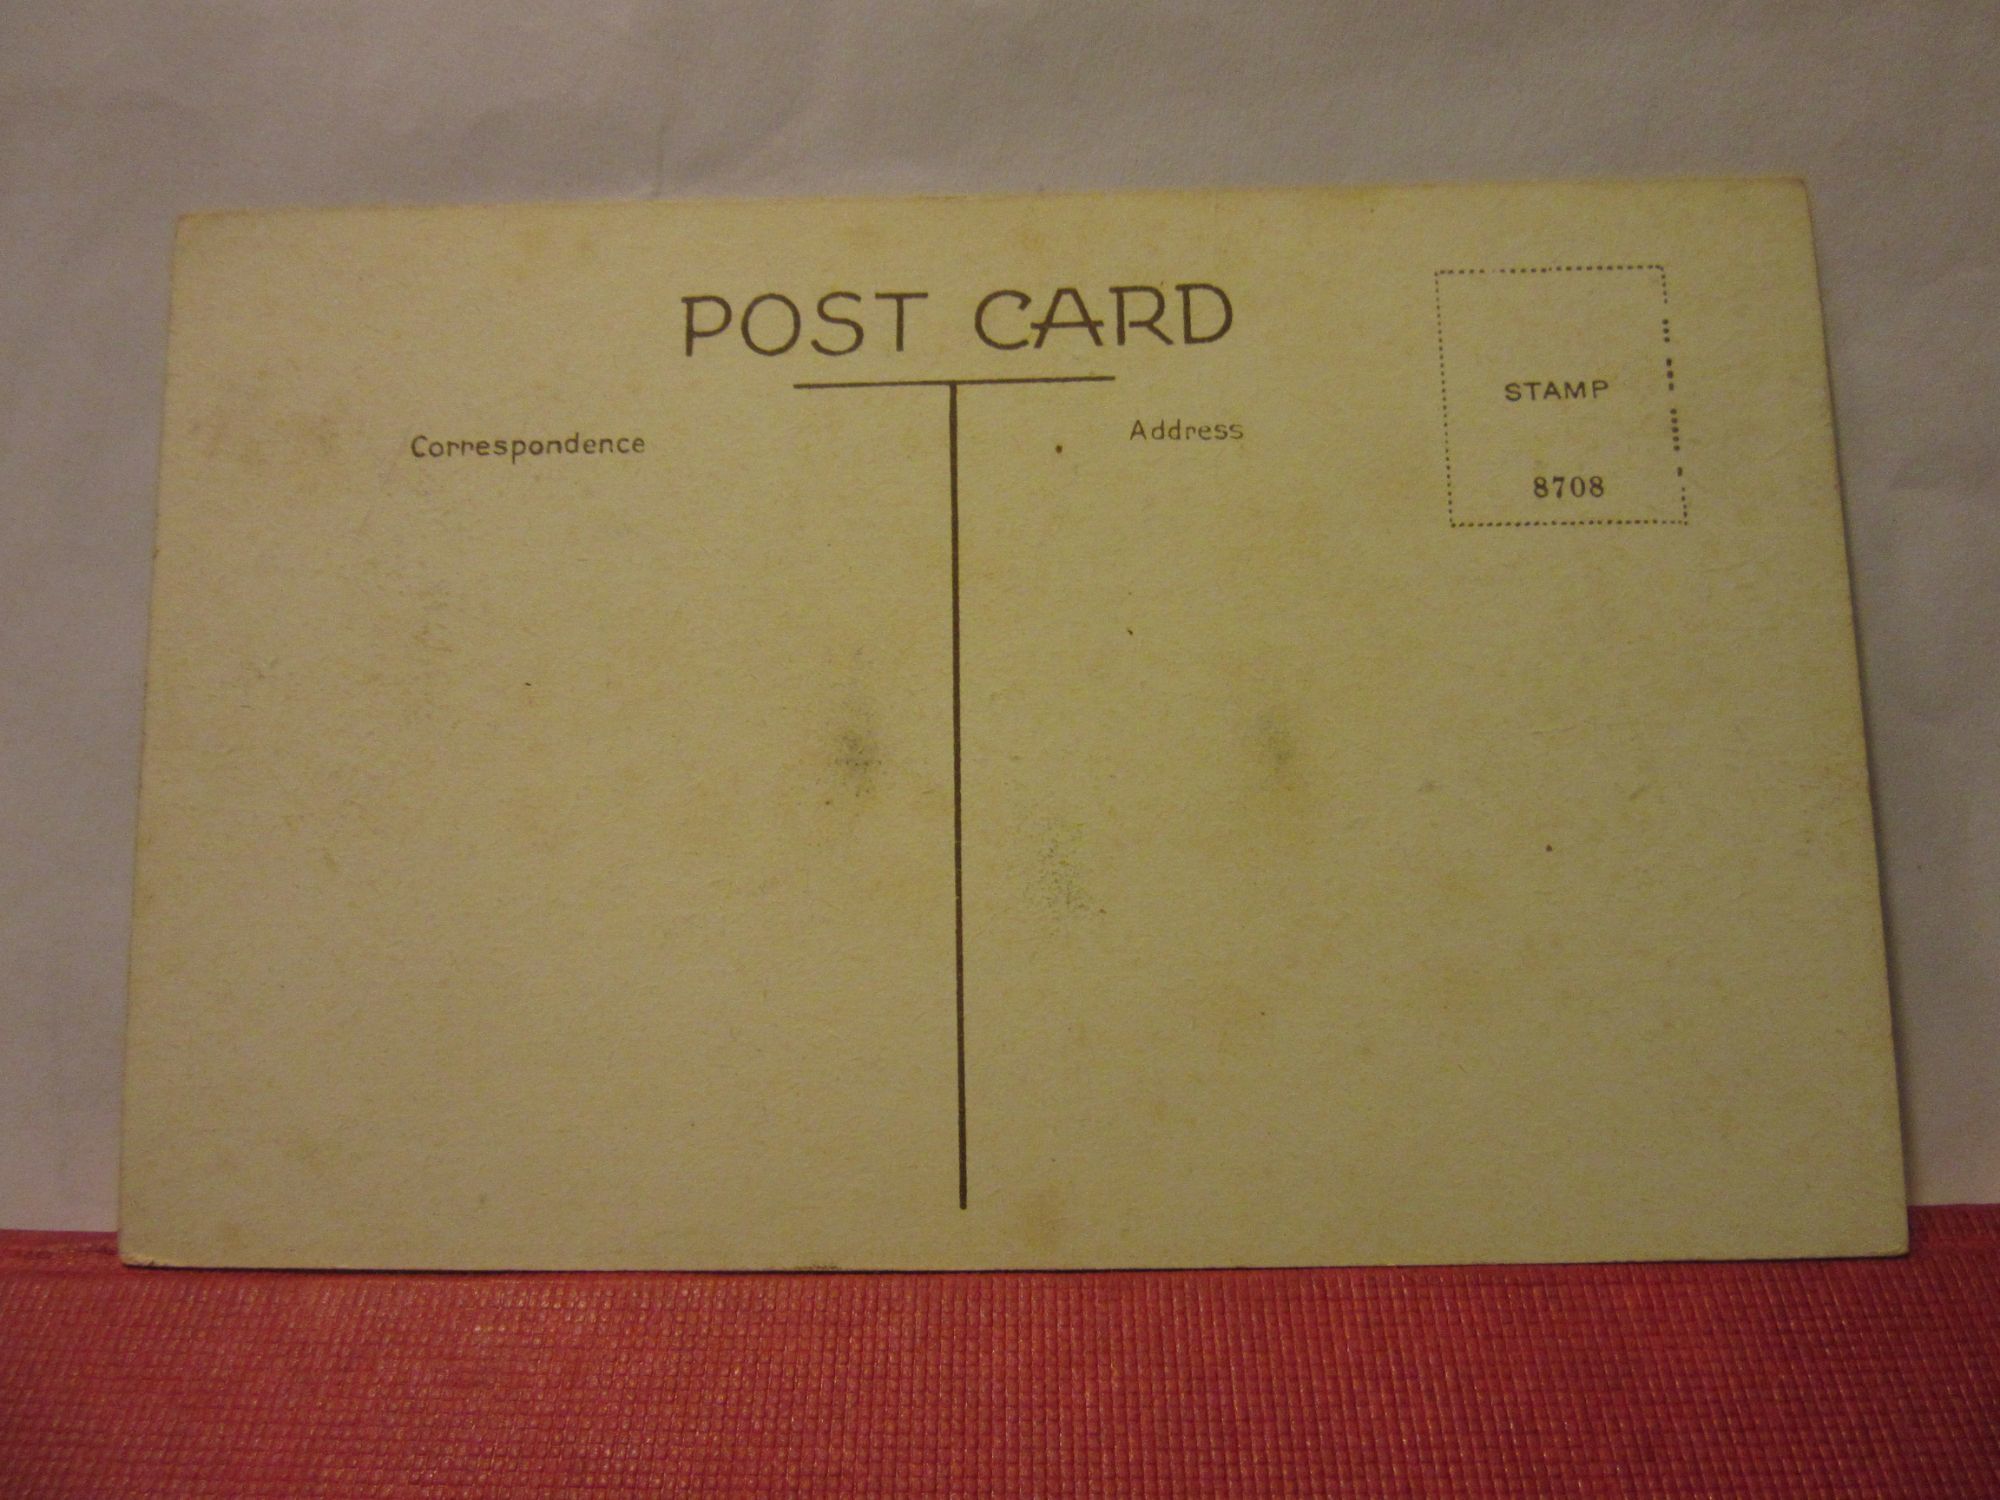 POST CARD
Correspondence
Address
STAMP
8708